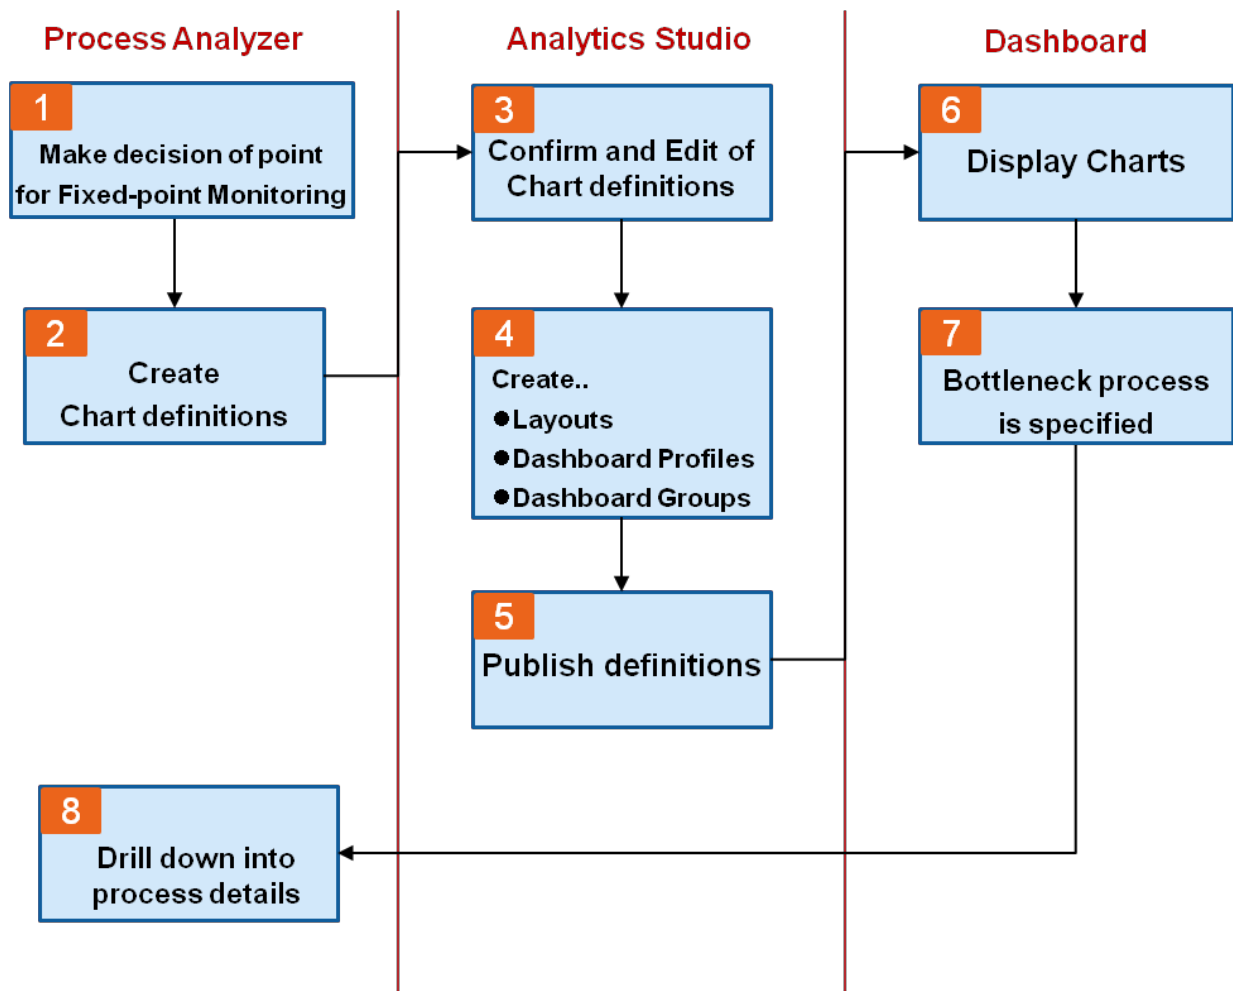 Process Analyzer
Analytics Studio
Dashboard
1
Make decision of point
for Fixed-point Monitoring
2
Create
Chart definitions
3
Confirm and Edit of
Chart definitions
4
Create..
●Layouts
●Dashboard Profiles
●Dashboard Groups
5
Publish definitions
6
Display Charts
7
Bottleneck process
is specified
8
Drill down into
process details